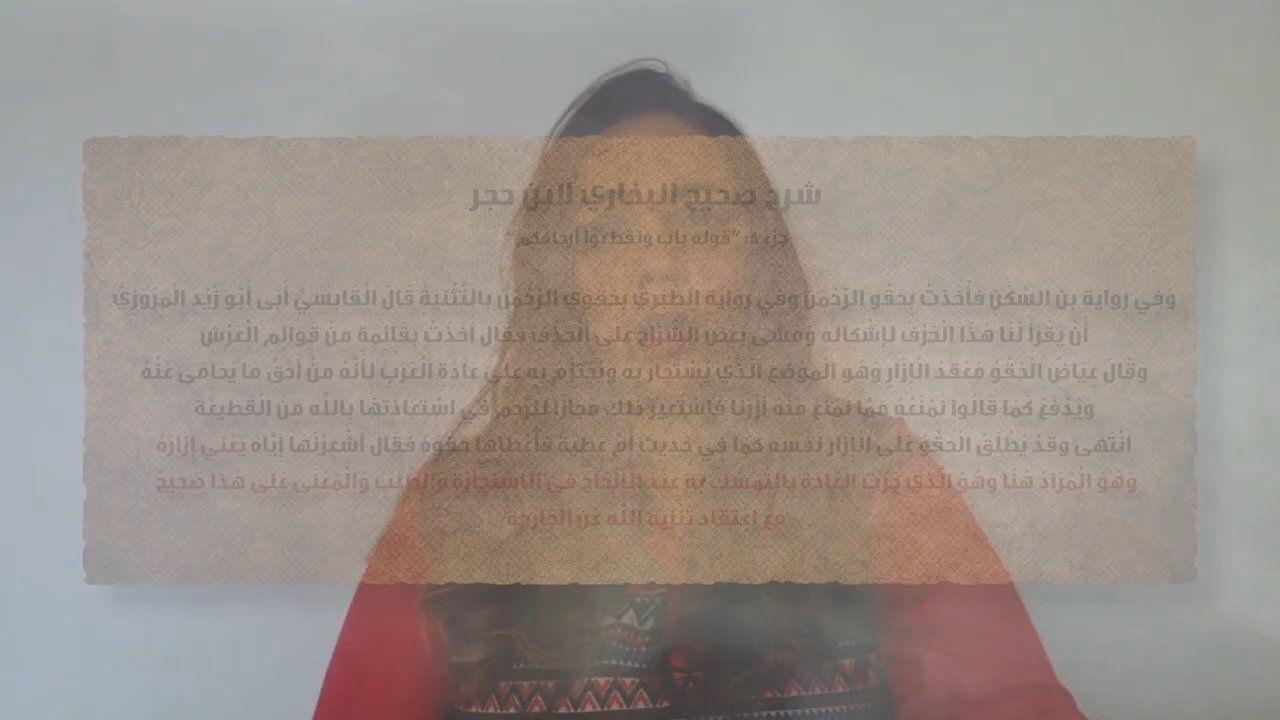 شرح صحيح البخاري لابن حجر
جزء ٨: "قوله باب وتقطعوا أرحامكم"
وفي رواية بن السكن فأخذت بحقو الرحمن وفي رواية الطبري بحقوي الرحمن بالتثنية قال القابسي أبى أبو زيد المروزي
أن يقرأ لنا هذا الحرف لإشكاله ومشى بعض الشراح على الحذف فقال أخذت بقائمة من قوائم العرش
وقال عياض الحقو معقد الازار وهو الموضع الذي يستجار به ويحتزم به على عادة العرب لأنه من أحق ما يحامى عنه
ويدفع كما قالوا نمنعه مما نمنع منه أزرنا فاستعير ذلك مجازا للرحم في استعاذتها بالله من القطيعة
انتهى وقد يطلق الحقو على الازار نفسه كما في حديث أم عطية فأعطاها حقوه فقال أشعرنها إياه يعني إزاره
وهو المراد هنا وهو الذي جرت العادة بالتمسك به عند الالحاح في الاستجارة والطلب والمعنى على هذا صحيح
مع اعتقاد تنزيه الله عن الجارحة